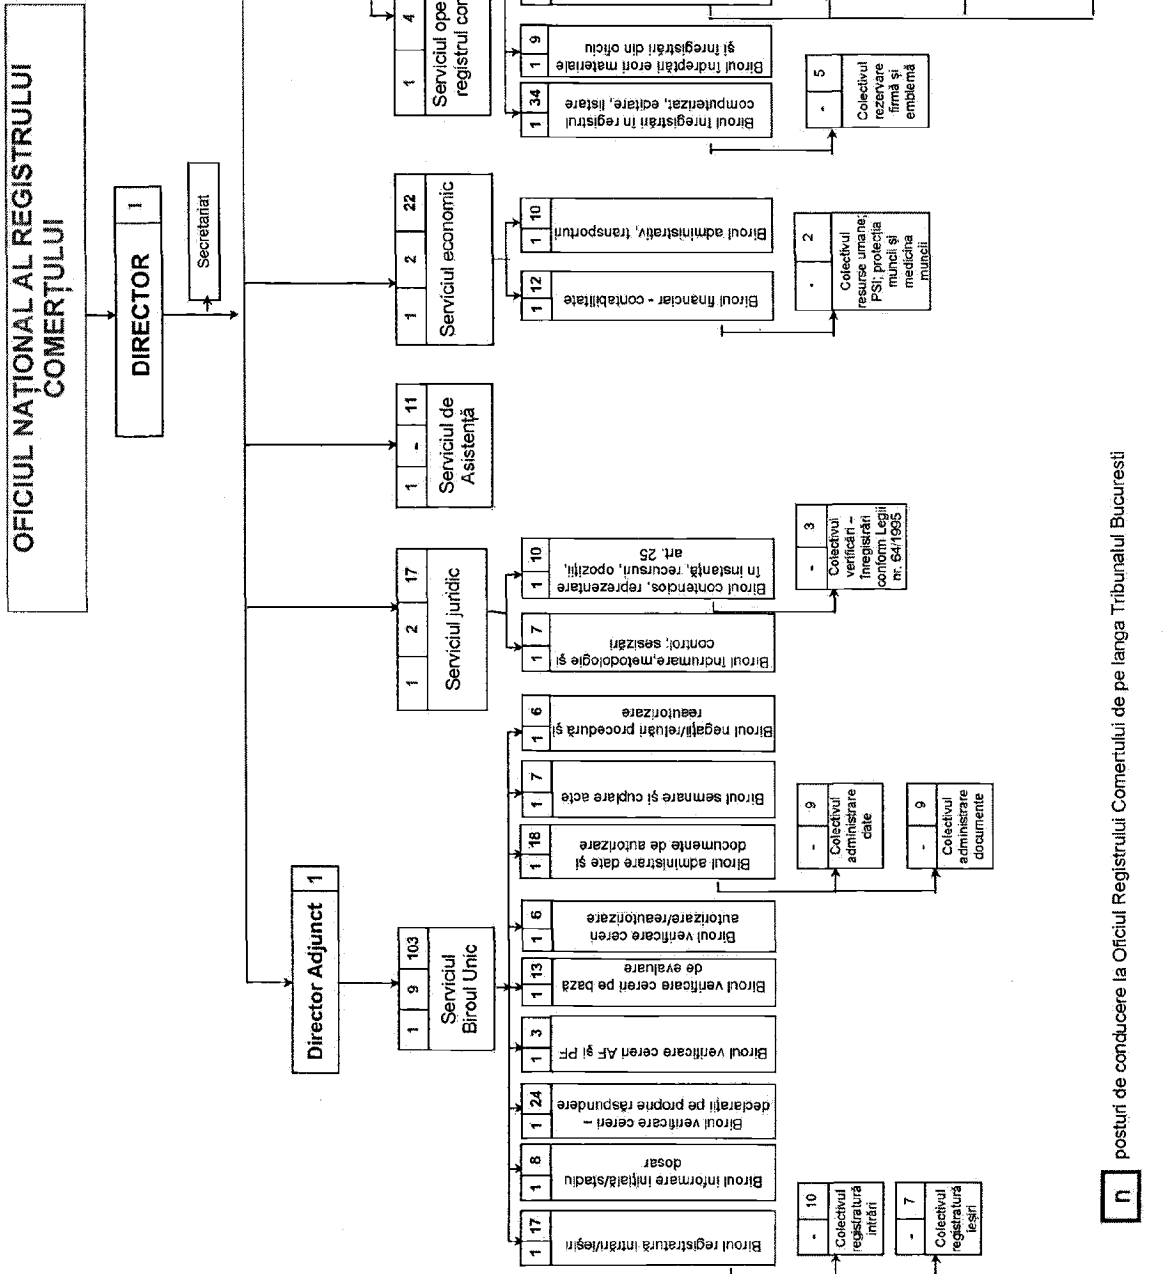 OFICIUL NAȚIONAL AL REGISTRULUI
COMERȚULUI
DIRECTOR
1
Secretariat
Director Adjunct
1
1 9 103
Serviciul
Biroul Unic
1 2 17
Serviciul juridic
1 - 11
Serviciul de
Asistență
1 2 22
Serviciul economic
1 4
Serviciul
registrul
1 17
Biroul registratură intrări/ieșiri
1 8
Biroul informare inițială/stadiu
dosar
1 24
Biroul verificare cereri –
declarații pe proprie răspundere
1 3
Biroul verificare cereri AF și PF
1 13
Biroul verificare cereri pe bază
de evaluare
1 6
Biroul verificare cereri
autorizare/reautorizare
1 18
Biroul administrare date și
documente de autorizare
1 7
Biroul semnare și cuplare acte
1 6
Biroul negații/reluări procedură și
reautorizare
1 7
Biroul îndrumare,metodologie și
control; sesizări
1 10
Biroul contencios, reprezentare
în instanță, recursuri, opoziții,
art. 25
1 12
Biroul financiar - contabilitate
1 10
Biroul administrativ, transporturi
1 34
Biroul înregistrări în registrul
computerizat, editare, listare
1 9
Biroul îndreptări erori materiale
și înregistrări din oficiu
1
- 10
Colectivul
registratură
intrări
- 7
Colectivul
registratură
ieșiri
- 9
Colectivul
administrare
date
- 9
Colectivul
administrare
documente
- 3
Colectivul
verificări –
înregistrări
conform Legii
nr. 64/1995
- 2
Colectivul
resurse umane;
PSI; protecția
muncii și
medicina
muncii
- 5
Colectivul
rezervare
firmă și
emblemă
n posturi de conducere la Oficiul Registrului Comertului de pe langa Tribunalul Bucuresti